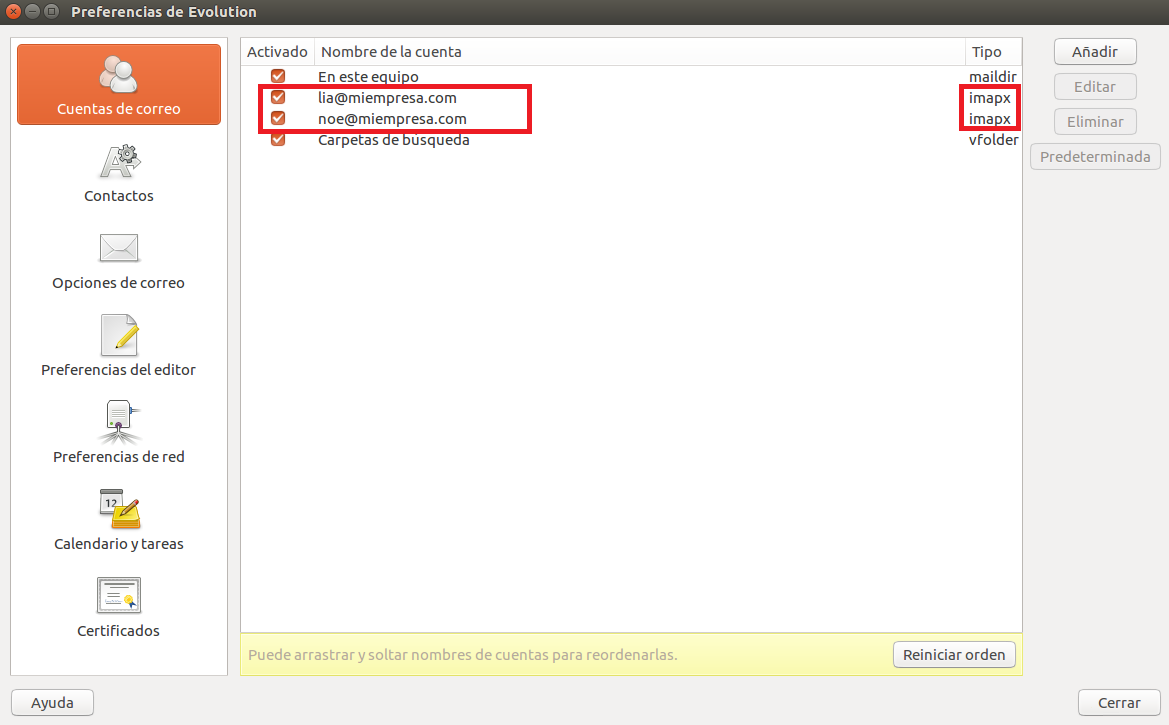 Preferencias de Evolution
Cuentas de correo
Contactos
Opciones de correo
Preferencias del editor
Preferencias de red
12
Calendario y tareas
Certificados
Activado Nombre de la cuenta Tipo
En este equipo maildir
lia@miempresa.com imapx
noe@miempresa.com imapx
Carpetas de búsqueda vfolder
Puede arrastrar y soltar nombres de cuentas para reordenarlas.
Reiniciar orden
Añadir
Editar
Eliminar
Predeterminada
Ayuda
Cerrar